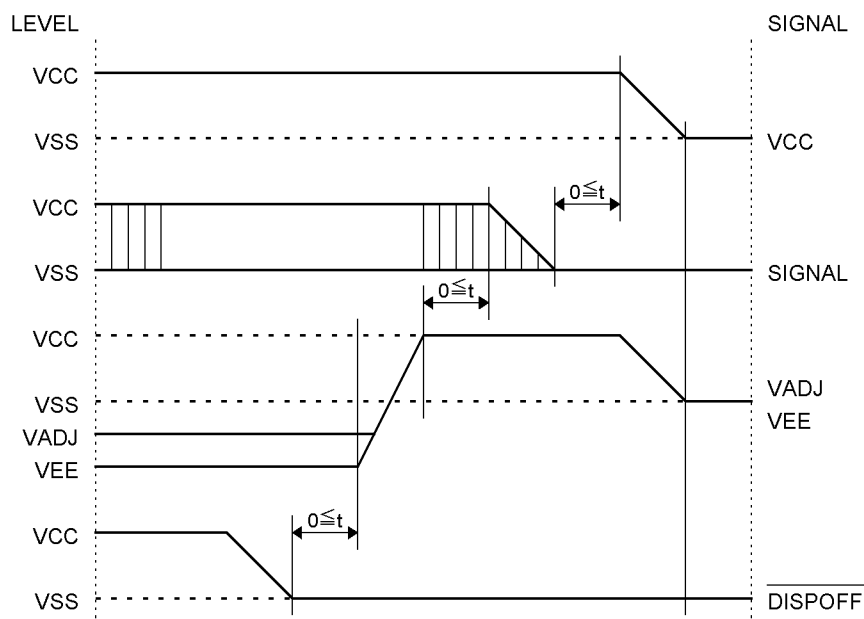 LEVEL SIGNAL
VCC
VSS VCC
VCC 0≦t
VSS SIGNAL
0≦t
VCC
VSS VADJ
VADJ VEE
VEE
0≦t
VCC
VSS DISPOFF